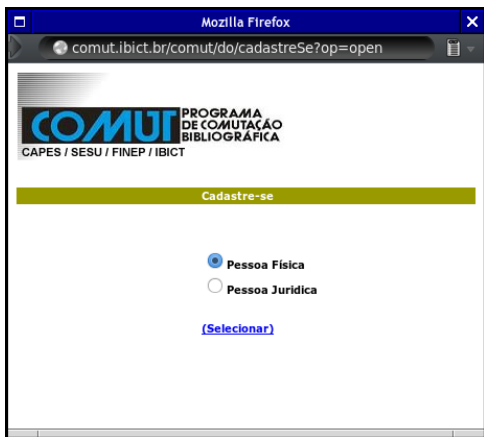 Mozilla Firefox
comut.ibict.br/comut/do/cadastreSe?op=open
COMUT
PROGRAMA
DE COMUTAÇÃO
BIBLIOGRÁFICA
CAPES / SESU / FINEP / IBICT
Cadastre-se
Pessoa Física
Pessoa Juridica
(Selecionar)